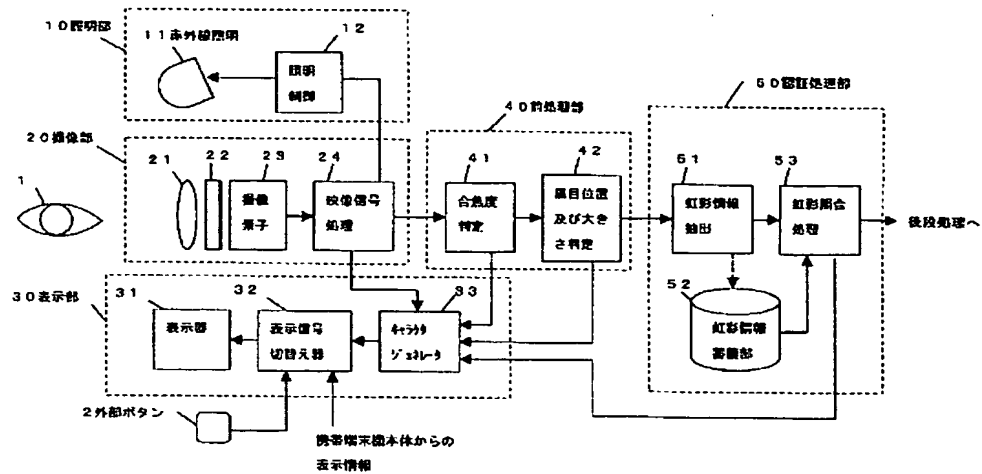 10照明部
11赤外線照明
12
照明
制御
20撮像部
1
21
22
23
撮像
素子
24
映像信号
処理
40前処理部
41
合焦度
判定
42
黒目位置
及び大き
さ判定
50認証処理部
51
虹彩情報
抽出
53
虹彩照合
処理
後段処理へ
52
虹彩情報
蓄積部
30表示部
31
表示器
32
表示信号
切替え器
33
キャラクタ
ジェネレータ
2外部ボタン
携帯端末機本体からの
表示情報